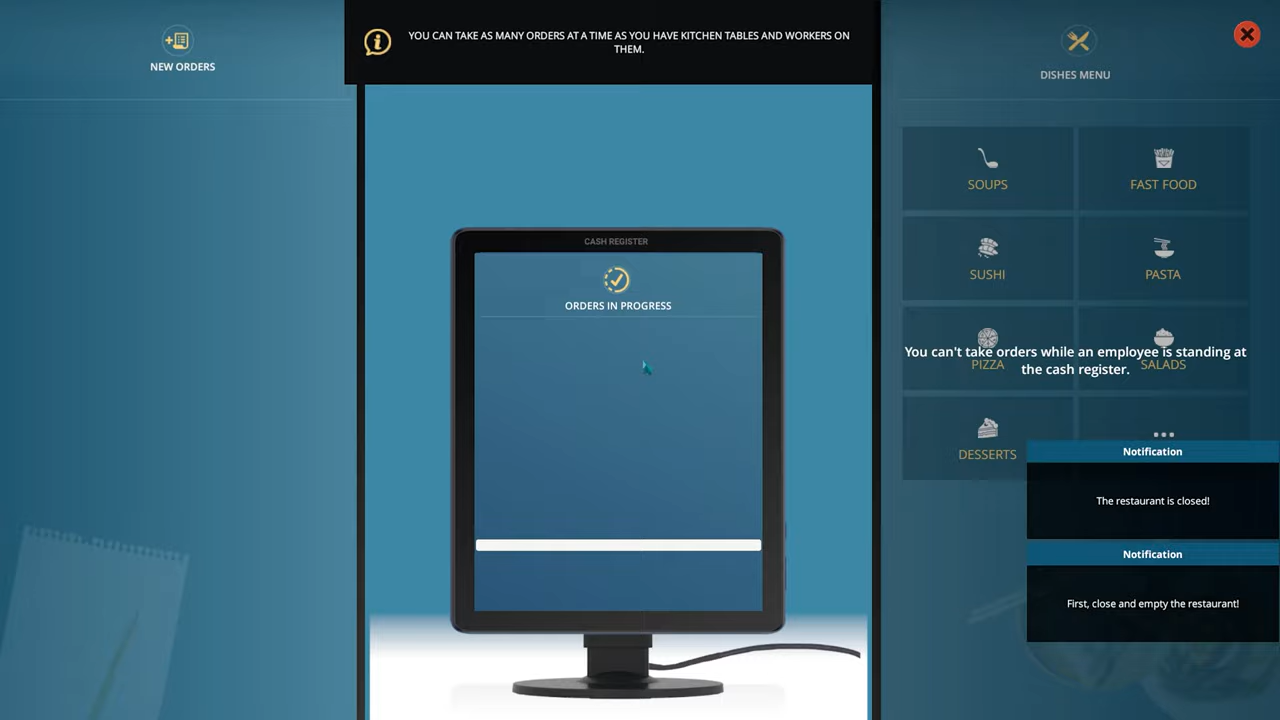 NEW ORDERS
YOU CAN TAKE AS MANY ORDERS AT A TIME AS YOU HAVE KITCHEN TABLES AND WORKERS ON
THEM.
CASH REGISTER
ORDERS IN PROGRESS
DISHES MENU
SOUPS
FAST FOOD
SUSHI
PASTA
You can't take orders while an employee is standing at
the cash register.
PIZZA
SALADS
DESSERTS
...
Notification
The restaurant is closed!
Notification
First, close and empty the restaurant!